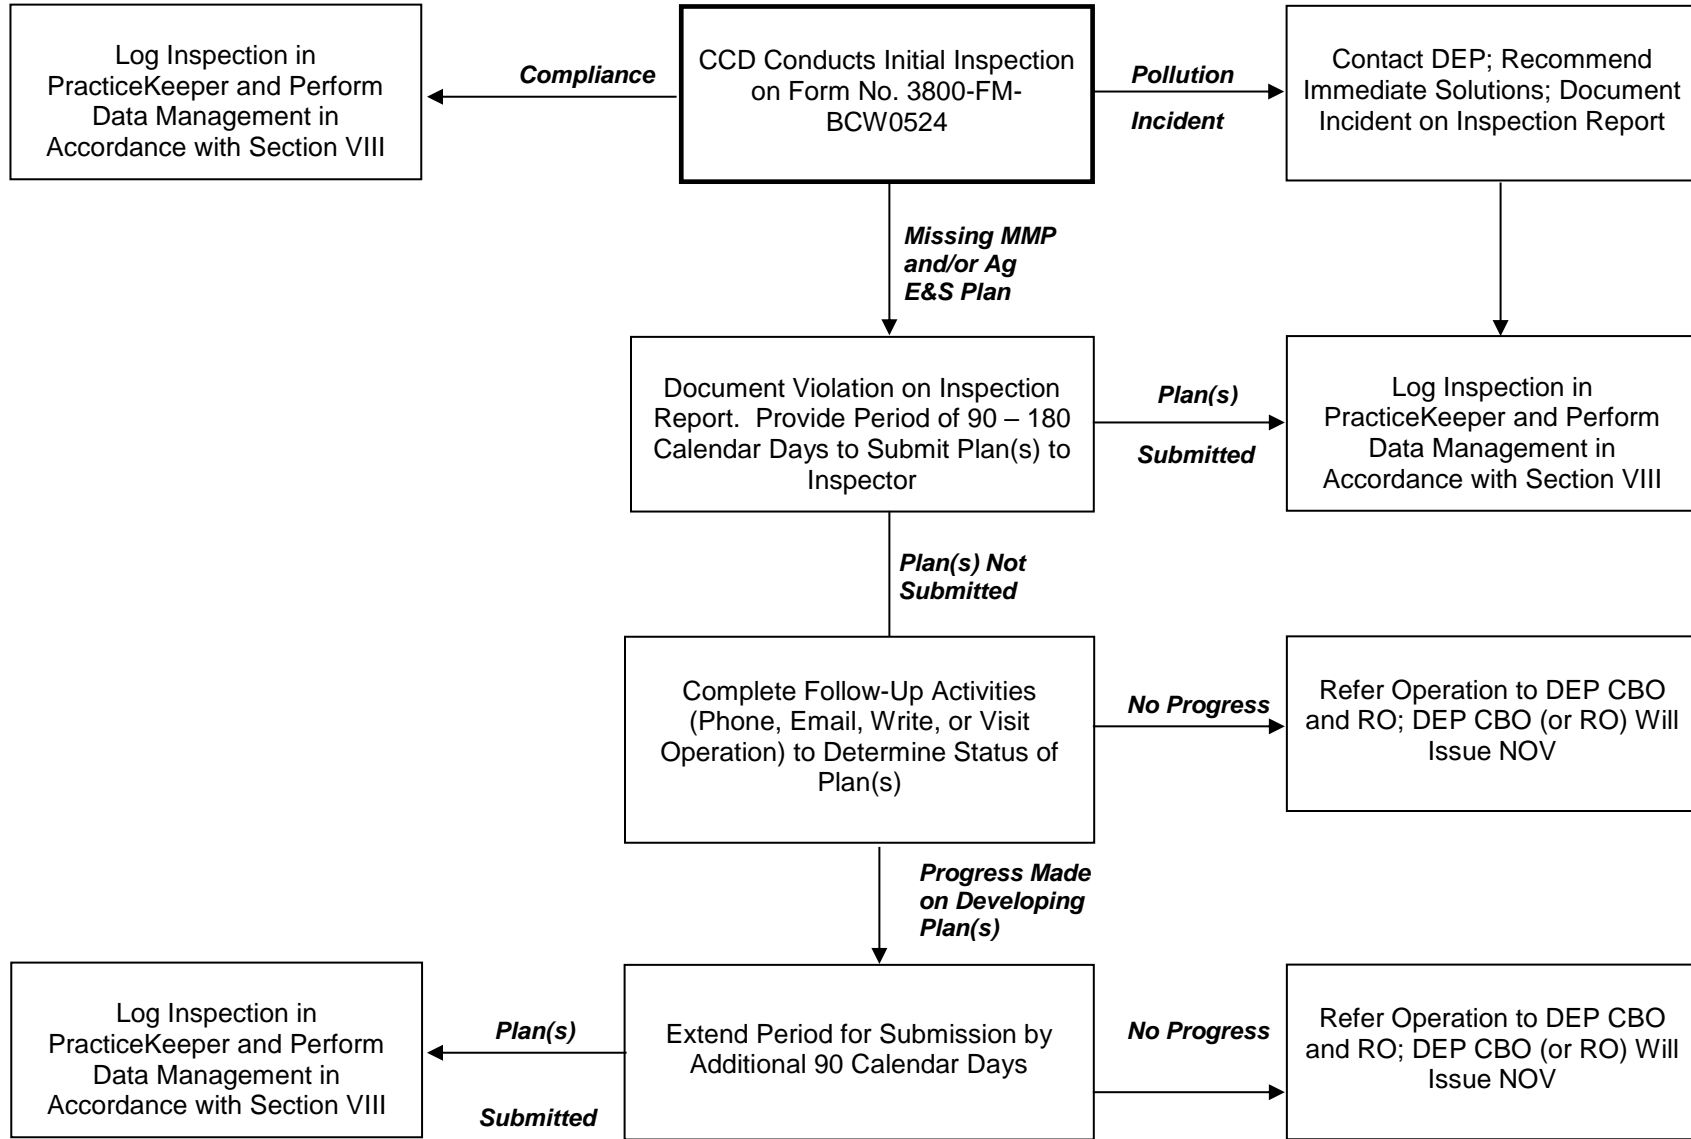 Log Inspection in
PracticeKeeper and Perform
Data Management in
Accordance with Section VIII
Compliance
CCD Conducts Initial Inspection
on Form No. 3800-FM-
BCW0524
Pollution
Incident
Contact DEP; Recommend
Immediate Solutions; Document
Incident on Inspection Report
Missing MMP
and/or Ag
E&S Plan
Document Violation on Inspection
Report.  Provide Period of 90 – 180
Calendar Days to Submit Plan(s) to
Inspector
Plan(s)
Submitted
Log Inspection in
PracticeKeeper and Perform
Data Management in
Accordance with Section VIII
Plan(s) Not
Submitted
Complete Follow-Up Activities
(Phone, Email, Write, or Visit
Operation) to Determine Status of
Plan(s)
No Progress
Refer Operation to DEP CBO
and RO; DEP CBO (or RO) Will
Issue NOV
Progress Made
on Developing
Plan(s)
Log Inspection in
PracticeKeeper and Perform
Data Management in
Accordance with Section VIII
Plan(s)
Submitted
Extend Period for Submission by
Additional 90 Calendar Days
No Progress
Refer Operation to DEP CBO
and RO; DEP CBO (or RO) Will
Issue NOV